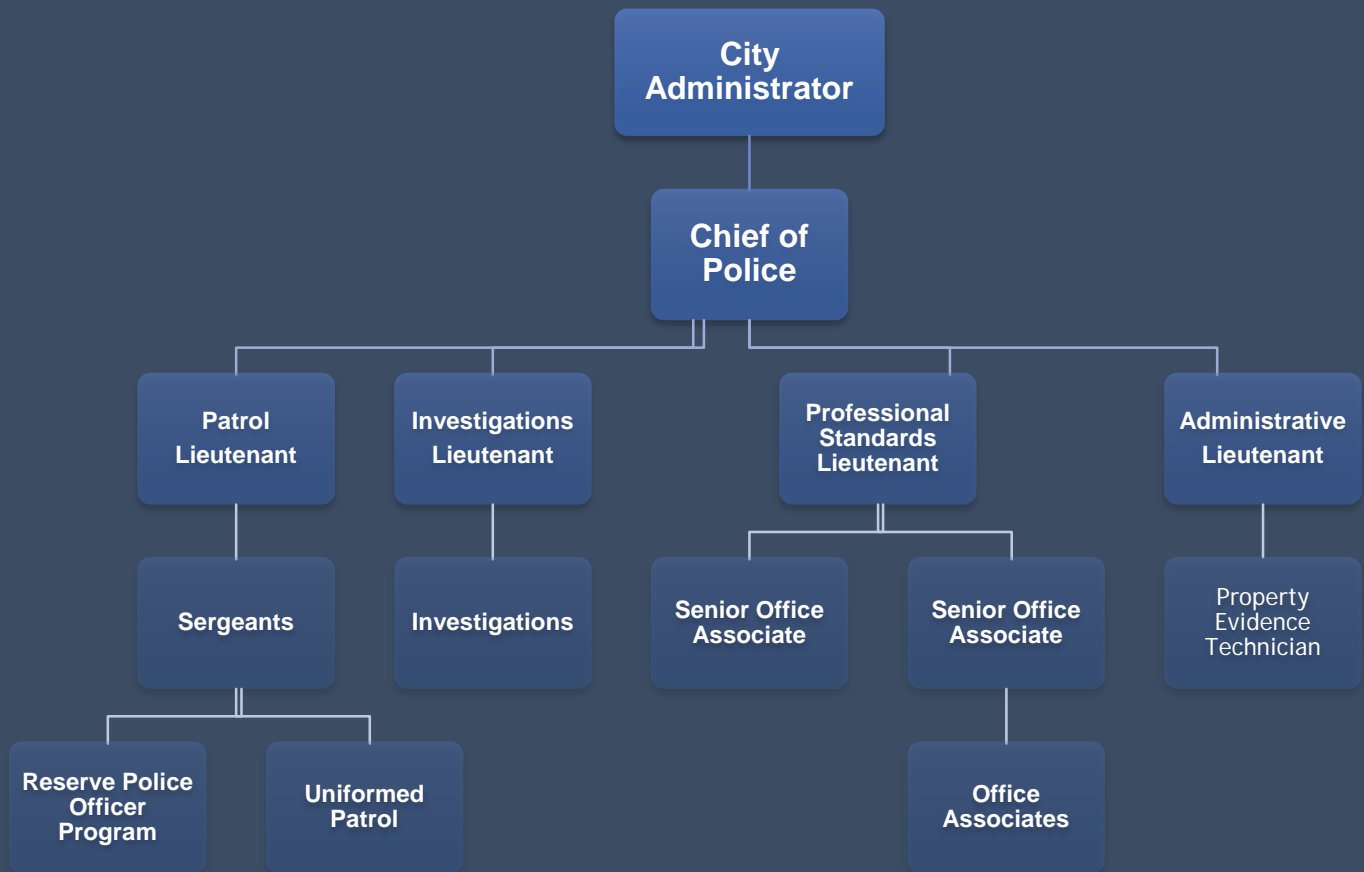 City
Administrator
Chief of
Police
Patrol
Lieutenant
Investigations
Lieutenant
Professional
Standards
Lieutenant
Administrative
Lieutenant
Sergeants
Investigations
Senior Office
Associate
Senior Office
Associate
Property
Evidence
Technician
Reserve Police
Officer
Program
Uniformed
Patrol
Office
Associates